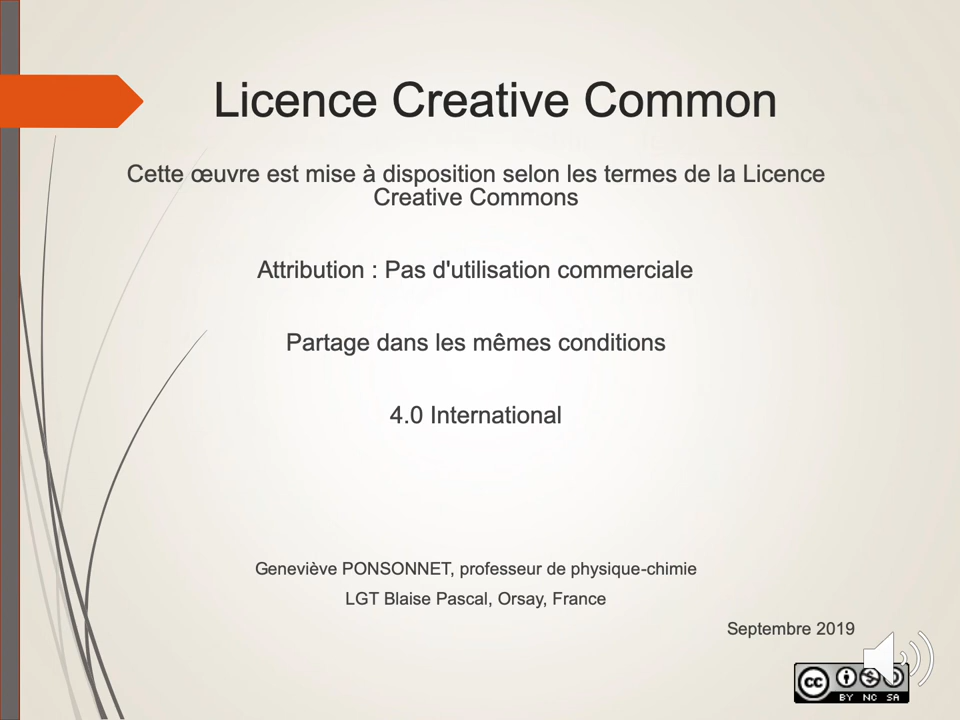 Licence Creative Common
Cette œuvre est mise à disposition selon les termes de la Licence
Creative Commons
Attribution : Pas d'utilisation commerciale
Partage dans les mêmes conditions
4.0 International
Geneviève PONSONNET, professeur de physique-chimie
LGT Blaise Pascal, Orsay, France
Septembre 2019
cc
BY NC SA